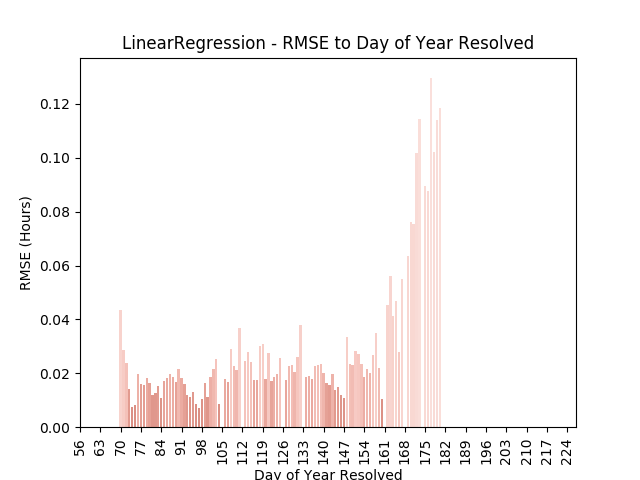 LinearRegression - RMSE to Day of Year Resolved
RMSE (Hours)
0.12
0.10
0.08
0.06
0.04
0.02
0.00
56 63 70 77 84 91 98 105 112 119 126 133 140 147 154 161 168 175 182 189 196 203 210 217 224
Day of Year Resolved